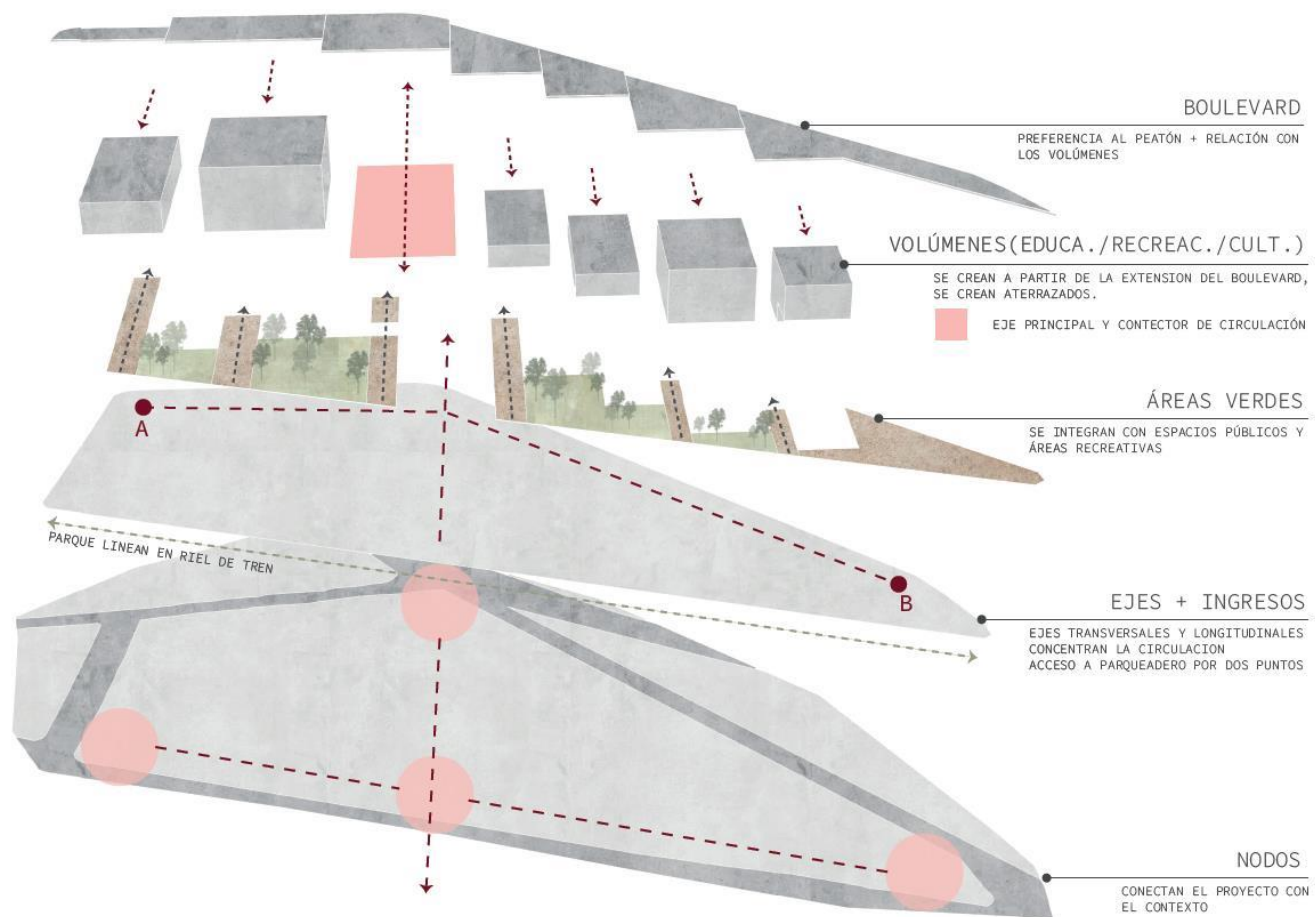 BOULEVARD
PREFERENCIA AL PEATÓN + RELACIÓN CON
LOS VOLÚMENES
VOLÚMENES(EDUCA./RECREAC./CULT.)
SE CREAN A PARTIR DE LA EXTENSION DEL BOULEVARD,
SE CREAN ATERRAZADOS.
EJE PRINCIPAL Y CONTECTOR DE CIRCULACIÓN
ÁREAS VERDES
SE INTEGRAN CON ESPACIOS PÚBLICOS Y
ÁREAS RECREATIVAS
A
PARQUE LINEAN EN RIEL DE TREN
B
EJES + INGRESOS
EJES TRANSVERSALES Y LONGITUDINALES
CONCENTRAN LA CIRCULACION
ACCESO A PARQUEADERO POR DOS PUNTOS
NODOS
CONECTAN EL PROYECTO CON
EL CONTEXTO